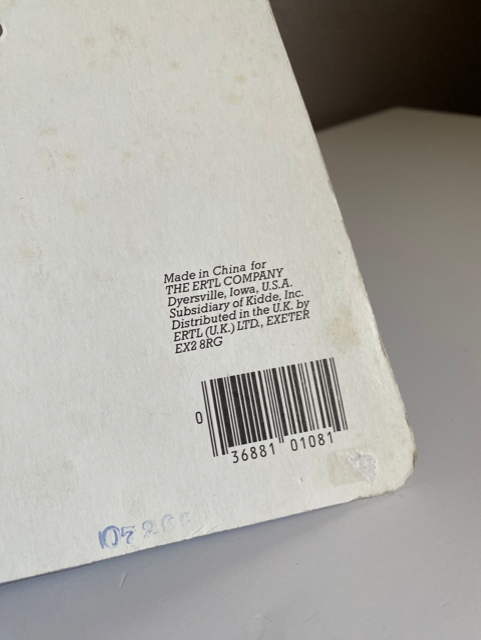 Made in China for
THE ERTL COMPANY
Dyersville, Iowa, U.S.A.
Subsidiary of Kidde, Inc.
Distributed in the U.K. by
ERTL (U.K.) LTD., EXETER
EX2 8RG
0 36881 01081